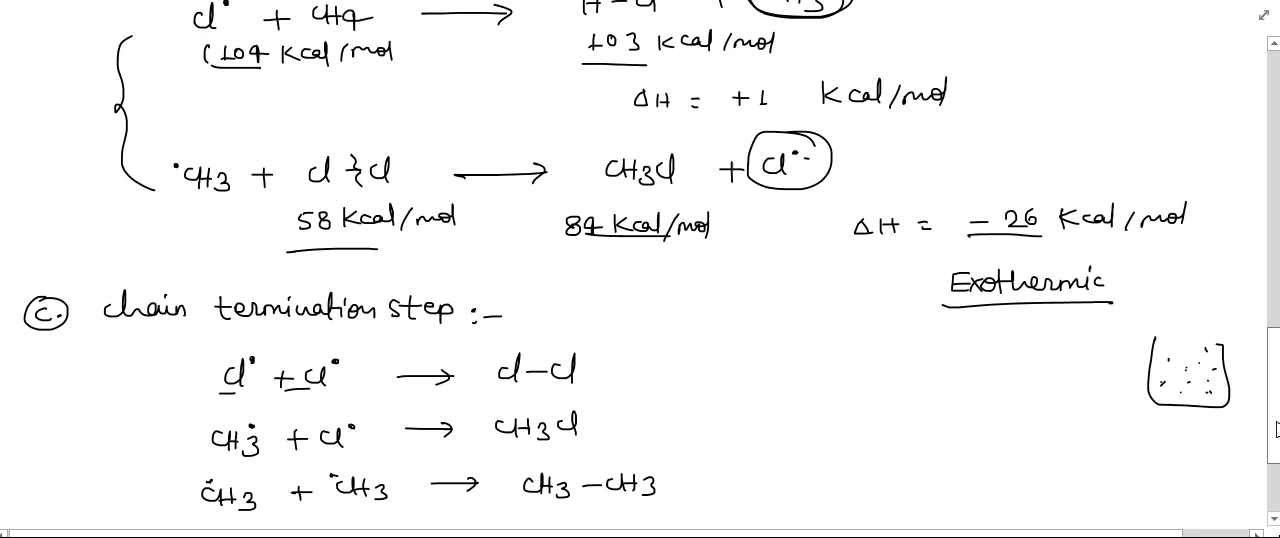 Cl• + CH4 ⟶ H-Cl + CH3
(104 Kcal/mol 103 Kcal/mol
ΔH = +1 Kcal/mol
•CH3 + Cl}Cl ⟶ CH3Cl + Cl•
58 Kcal/mol 84 Kcal/mol ΔH = -26 Kcal/mol
Exothermic
C. Chain termination step :-
Cl• + Cl• ⟶ Cl-Cl
CH3• + Cl• ⟶ CH3Cl
•CH3 + •CH3 ⟶ CH3-CH3